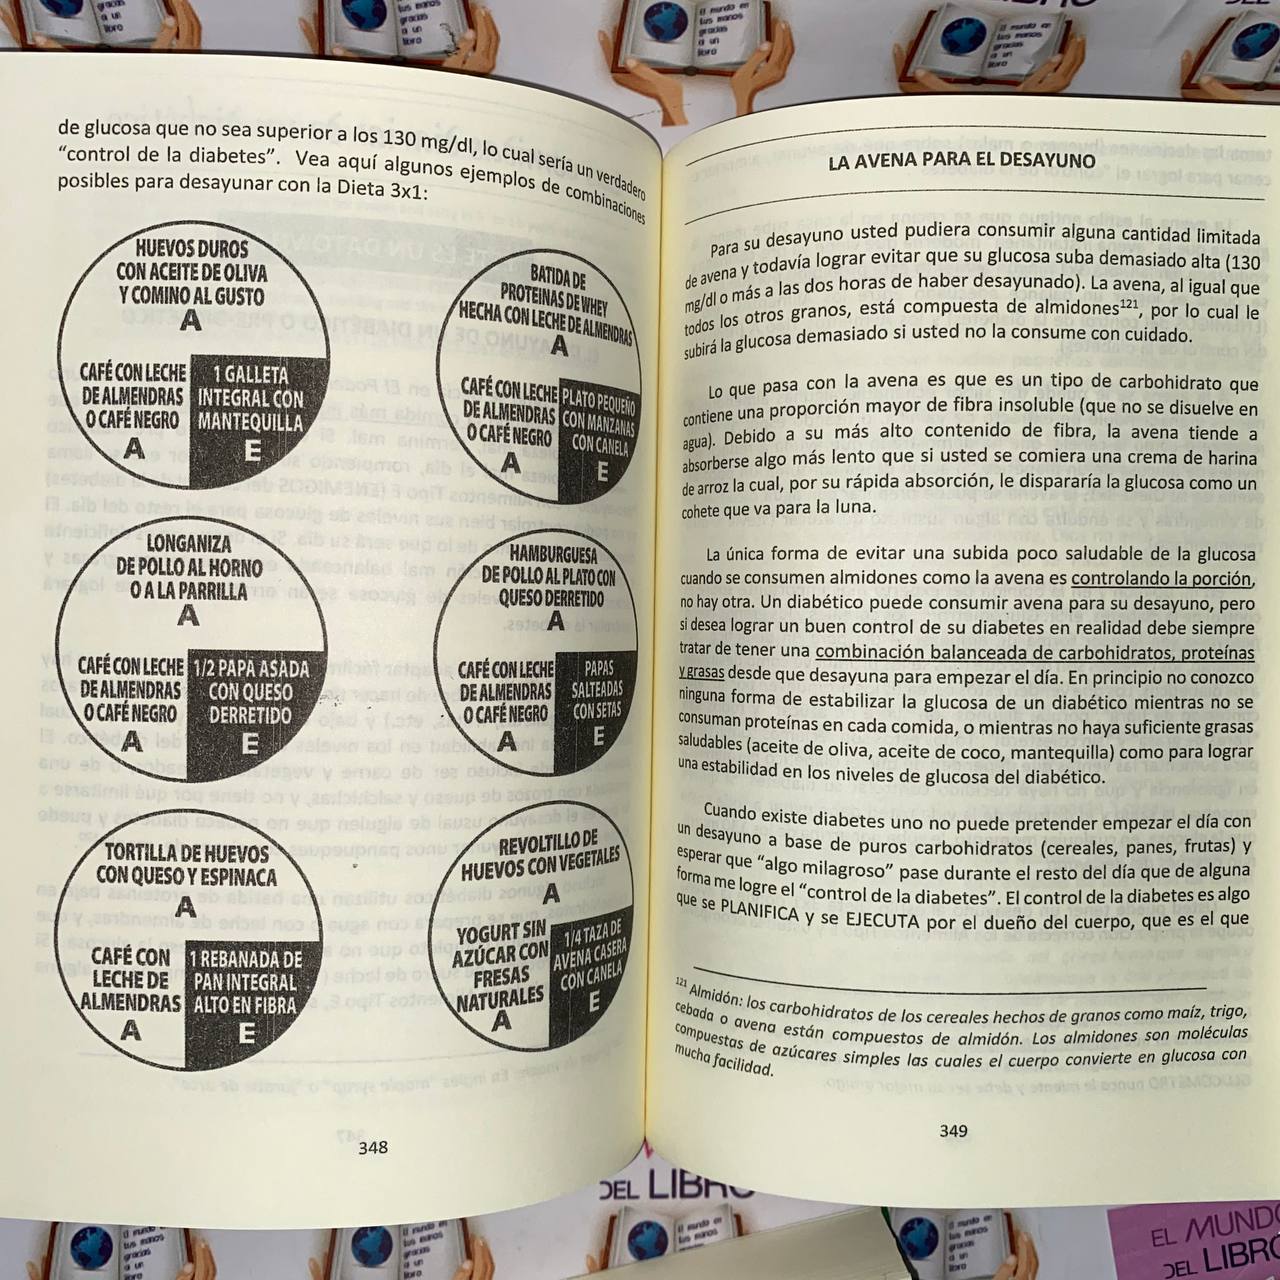 de glucosa que no sea superior a los 130 mg/dl, lo cual sería un verdadero
"control de la diabetes". Vea aquí algunos ejemplos de combinaciones
posibles para desayunar con la Dieta 3x1:
HUEVOS DUROS
CON ACEITE DE OLIVA
Y COMINO AL GUSTO
A
CAFÉ CON LECHE
DE ALMENDRAS
O CAFÉ NEGRO
A
1 GALLETA
INTEGRAL CON
MANTEQUILLA
E
BATIDA DE
PROTEINAS DE WHEY
HECHA CON LECHE DE ALMENDRAS
A
CAFÉ CON LECHE
DE ALMENDRAS
O CAFÉ NEGRO
A
PLATO PEQUEÑO
CON MANZANAS
CON CANELA
E
LONGANIZA
DE POLLO AL HORNO
O A LA PARRILLA
A
CAFÉ CON LECHE
DE ALMENDRAS
O CAFÉ NEGRO
A
1/2 PAPA ASADA
CON QUESO
DERRETIDO
E
HAMBURGUESA
DE POLLO AL PLATO CON
QUESO DERRETIDO
A
CAFÉ CON LECHE
DE ALMENDRAS
O CAFÉ NEGRO
A
PAPAS
SALTEADAS
CON SETAS
E
TORTILLA DE HUEVOS
CON QUESO Y ESPINACA
A
CAFÉ CON
LECHE DE
ALMENDRAS
A
1 REBANADA DE
PAN INTEGRAL
ALTO EN FIBRA
E
REVOLTILLO DE
HUEVOS CON VEGETALES
A
YOGURT SIN
AZÚCAR CON
FRESAS
NATURALES
A
1/4 TAZA DE
AVENA CASERA
CON CANELA
E
348
LA AVENA PARA EL DESAYUNO
Para su desayuno usted pudiera consumir alguna cantidad limitada
de avena y todavía lograr evitar que su glucosa suba demasiado alta (130
mg/dl o más a las dos horas de haber desayunado). La avena, al igual que
todos los otros granos, está compuesta de almidones¹²¹, por lo cual le
subirá la glucosa demasiado si usted no la consume con cuidado.
Lo que pasa con la avena es que es un tipo de carbohidrato que
contiene una proporción mayor de fibra insoluble (que no se disuelve en
agua). Debido a su más alto contenido de fibra, la avena tiende a
absorberse algo más lento que si usted se comiera una crema de harina
de arroz la cual, por su rápida absorción, le dispararía la glucosa como un
cohete que va para la luna.
La única forma de evitar una subida poco saludable de la glucosa
cuando se consumen almidones como la avena es controlando la porción,
no hay otra. Un diabético puede consumir avena para su desayuno, pero
si desea lograr un buen control de su diabetes en realidad debe siempre
tratar de tener una combinación balanceada de carbohidratos, proteínas
y grasas desde que desayuna para empezar el día. En principio no conozco
ninguna forma de estabilizar la glucosa de un diabético mientras no se
consuman proteínas en cada comida, o mientras no haya suficiente grasas
saludables (aceite de oliva, aceite de coco, mantequilla) como para lograr
una estabilidad en los niveles de glucosa del diabético.
Cuando existe diabetes uno no puede pretender empezar el día con
un desayuno a base de puros carbohidratos (cereales, panes, frutas) y
esperar que "algo milagroso" pase durante el resto del día que de alguna
forma me logre el "control de la diabetes". El control de la diabetes es algo
que se PLANIFICA y se EJECUTA por el dueño del cuerpo, que es el que
¹²¹ Almidón: los carbohidratos de los cereales hechos de granos como maíz, trigo,
cebada o avena están compuestos de almidón. Los almidones son moléculas
compuestas de azúcares simples las cuales el cuerpo convierte en glucosa con
mucha facilidad.
349
El mundo en
tus manos
gracias
a un
libro
DEL LIBRO
EL MUNDO
DEL LIBRO